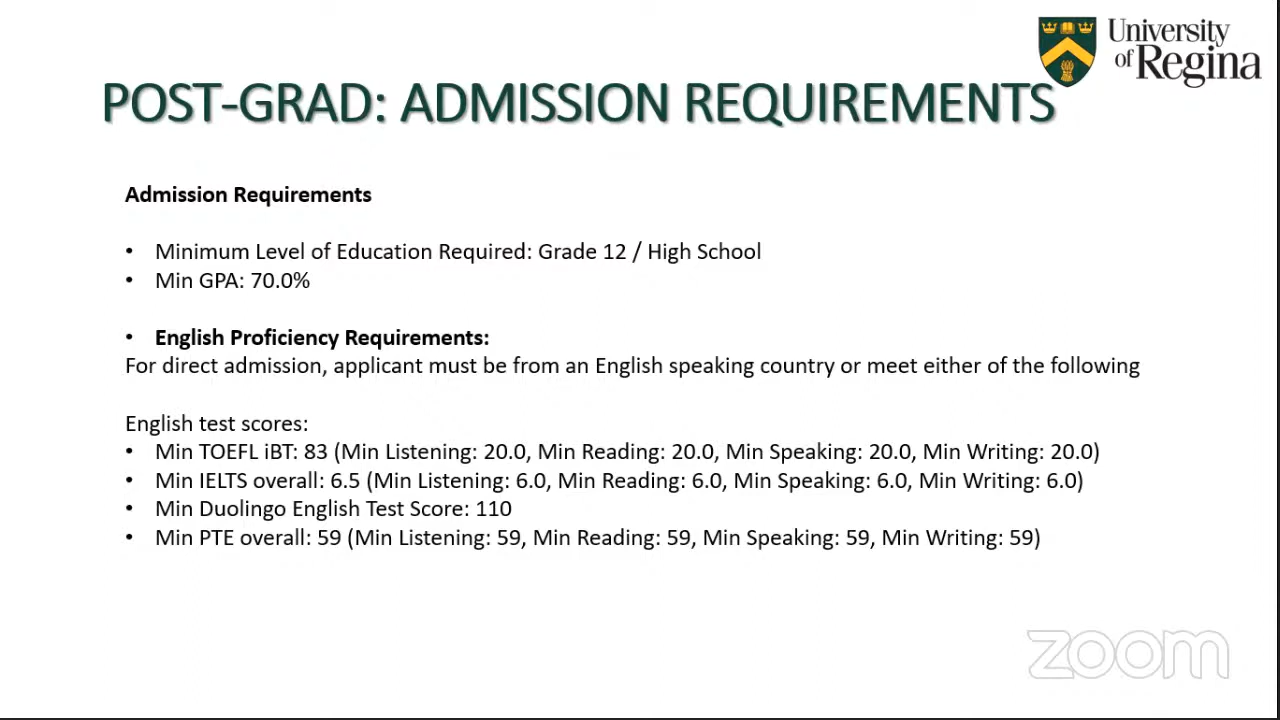 University
of Regina
POST-GRAD: ADMISSION REQUIREMENTS
Admission Requirements
• Minimum Level of Education Required: Grade 12 / High School
• Min GPA: 70.0%
• English Proficiency Requirements:
For direct admission, applicant must be from an English speaking country or meet either of the following
English test scores:
• Min TOEFL iBT: 83 (Min Listening: 20.0, Min Reading: 20.0, Min Speaking: 20.0, Min Writing: 20.0)
• Min IELTS overall: 6.5 (Min Listening: 6.0, Min Reading: 6.0, Min Speaking: 6.0, Min Writing: 6.0)
• Min Duolingo English Test Score: 110
• Min PTE overall: 59 (Min Listening: 59, Min Reading: 59, Min Speaking: 59, Min Writing: 59)
zoom